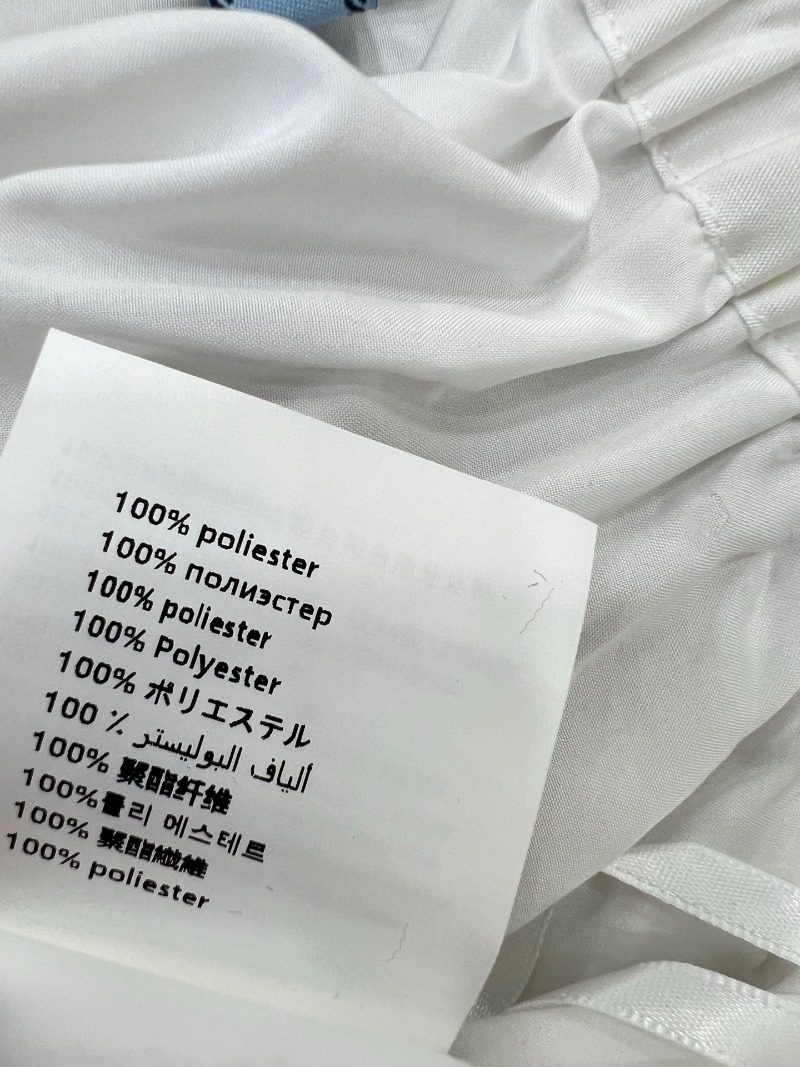 100% poliester
100% полиэстер
100% poliester
100% Polyester
100% ポリエステル
100 ٪ ألياف البوليستر
100% 聚酯纤维
100%폴리 에스테르
100% 聚酯纖維
100% poliester